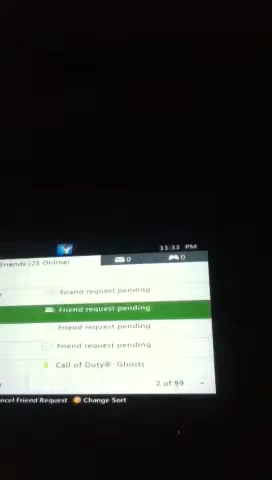 11:33 PM
Friends (25 Online)
0
0
Friend request pending
Friend request pending
Friend request pending
Friend request pending
Call of Duty® Ghosts
2 of 99
ncel Friend Request Y Change Sort